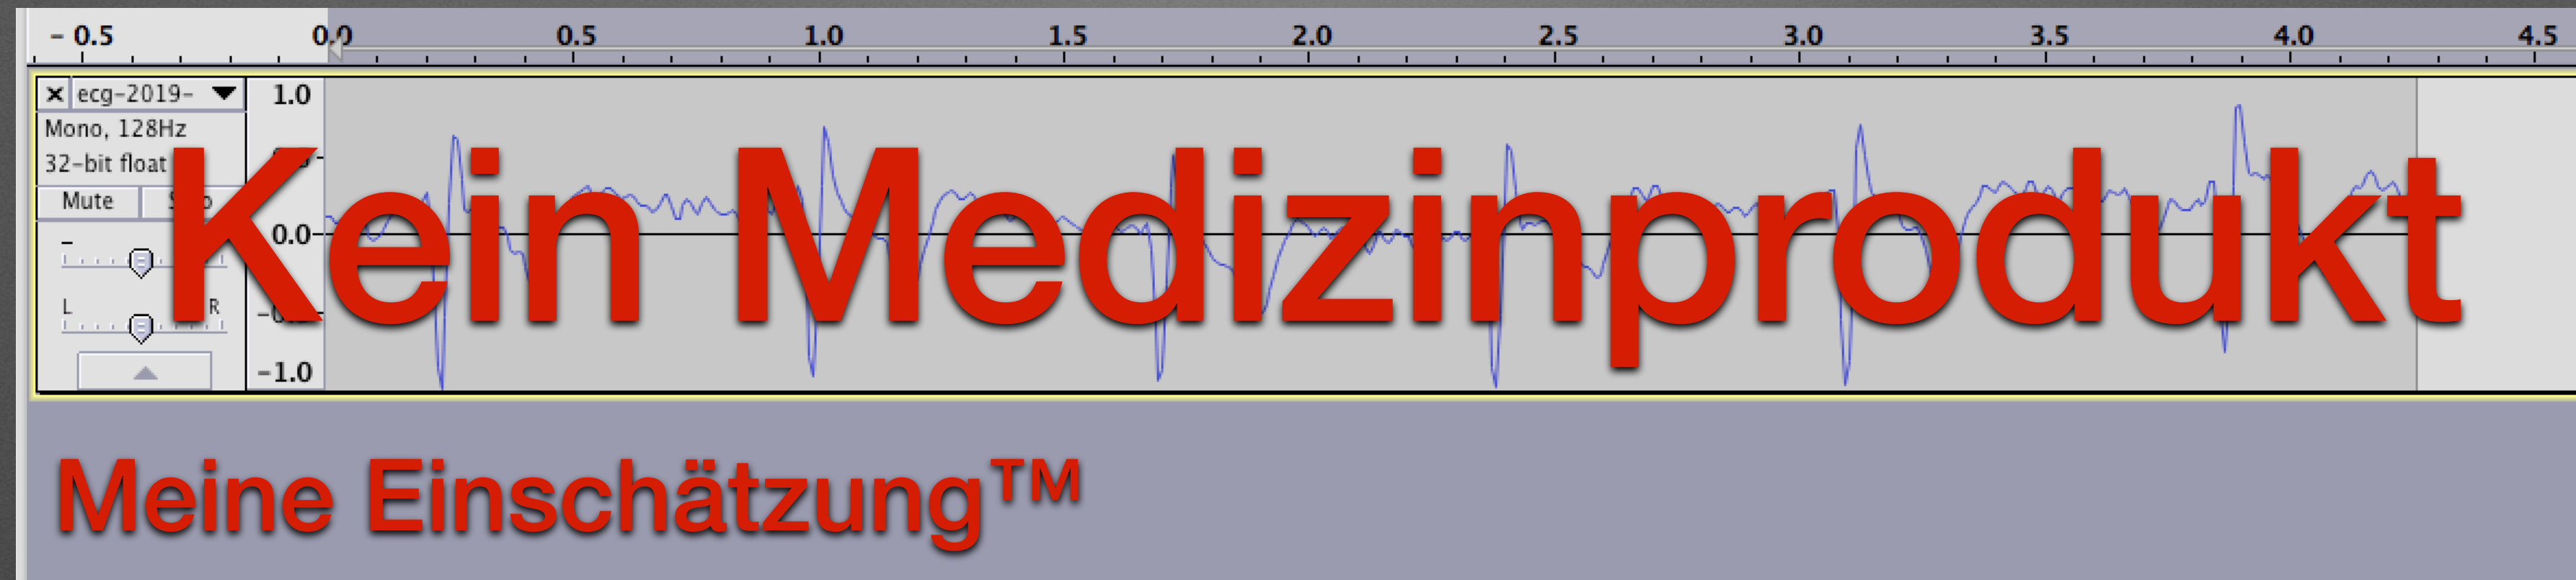 - 0.5 0.0 0.5 1.0 1.5 2.0 2.5 3.0 3.5 4.0 4.5
ecg-2019- 1.0
Mono, 128Hz
32-bit float
Kein Medizinprodukt
Mute
- 0.0
L R
-1.0
Meine Einschätzung™